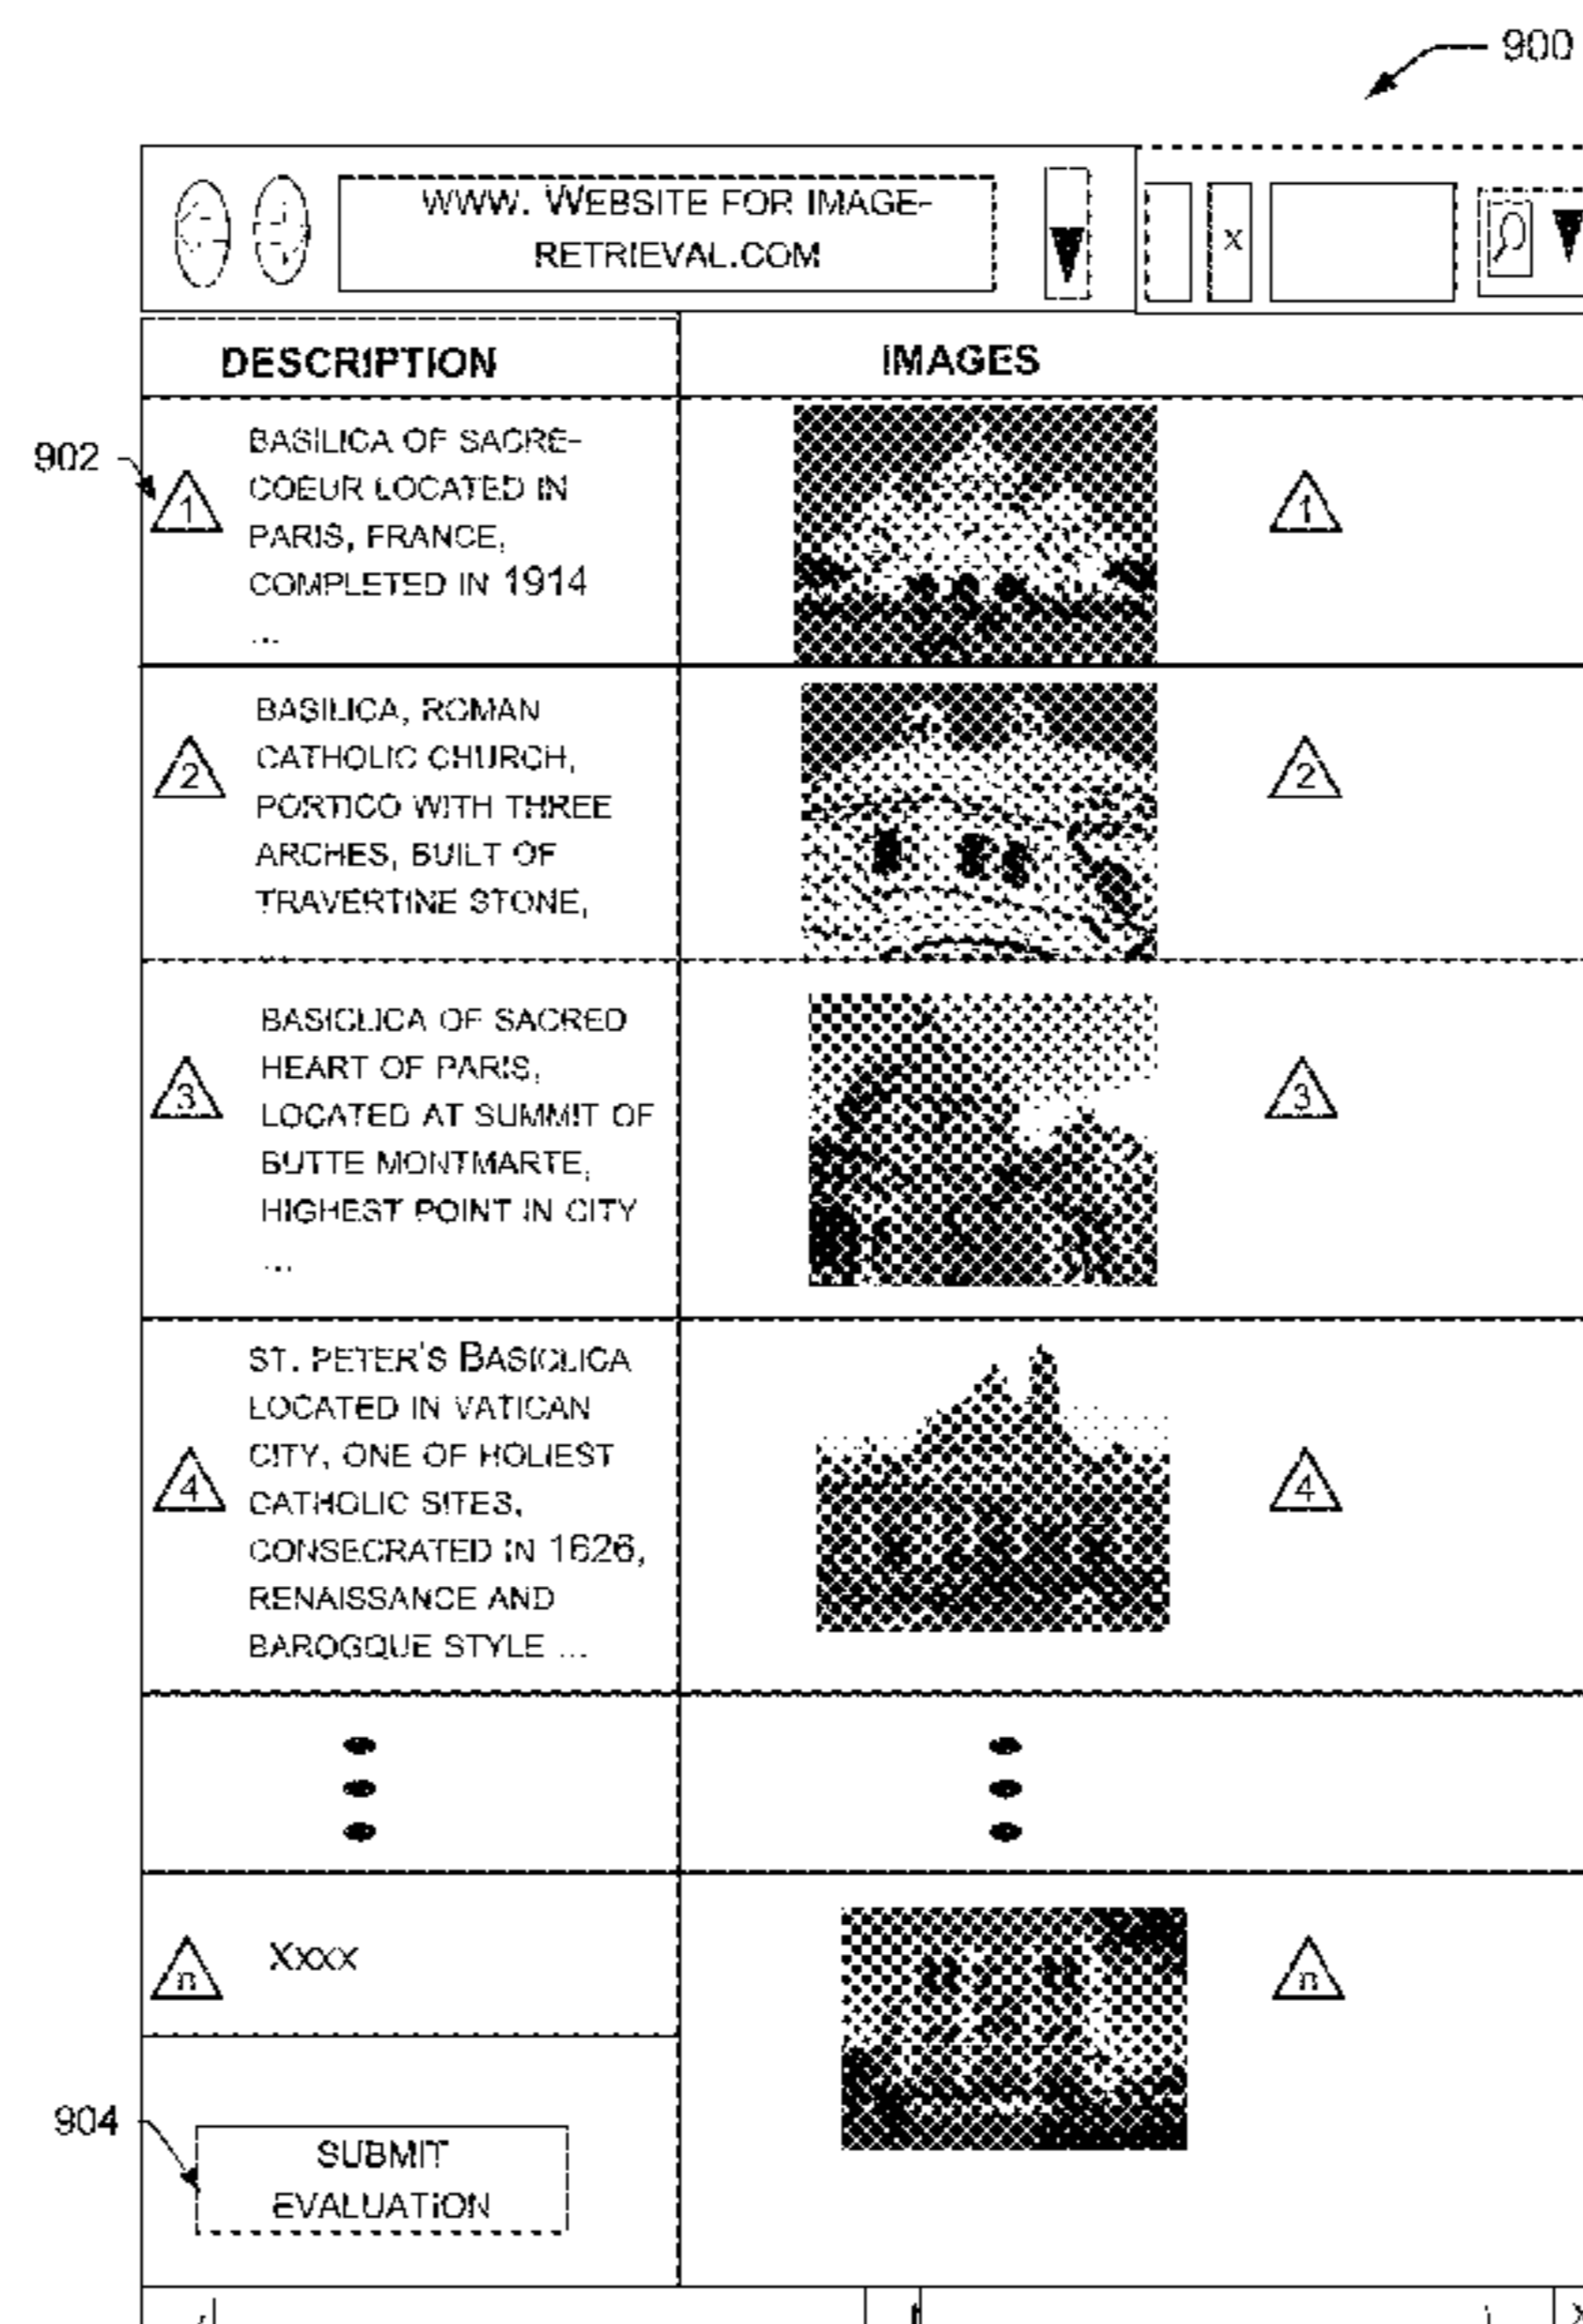 900
WWW. WEBSITE FOR IMAGE-
RETRIEVAL.COM
X
DESCRIPTION
IMAGES
902
1
BASILICA OF SACRE-
COEUR LOCATED IN
PARIS, FRANCE,
COMPLETED IN 1914
...
1
2
BASILICA, ROMAN
CATHOLIC CHURCH,
PORTICO WITH THREE
ARCHES, BUILT OF
TRAVERTINE STONE,
2
3
BASICLICA OF SACRED
HEART OF PARIS,
LOCATED AT SUMMIT OF
BUTTE MONTMARTE,
HIGHEST POINT IN CITY
...
3
4
ST. PETER'S BASICLICA
LOCATED IN VATICAN
CITY, ONE OF HOLIEST
CATHOLIC SITES,
CONSECRATED IN 1626,
RENAISSANCE AND
BAROGQUE STYLE ...
4
n
Xxxx
n
904
SUBMIT
EVALUATION